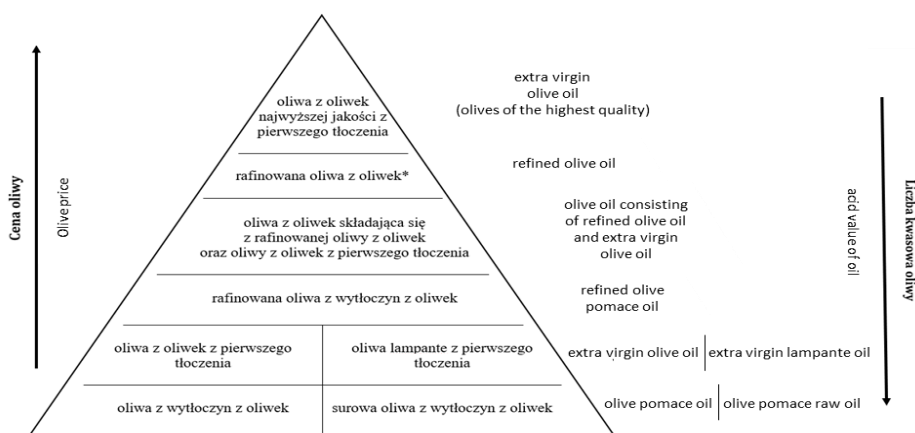 Cena oliwy
Olive price
oliwa z oliwek
najwyższej jakości z
pierwszego tłoczenia
rafinowana oliwa z oliwek*
oliwa z oliwek składająca się
z rafinowanej oliwy z oliwek
oraz oliwy z oliwek z pierwszego tłoczenia
rafinowana oliwa z wytłoczyn z oliwek
oliwa z oliwek z pierwszego
tłoczenia
oliwa lampante z pierwszego
tłoczenia
oliwa z wytłoczyn z oliwek
surowa oliwa z wytłoczyn z oliwek
extra virgin
olive oil
(olives of the highest quality)
refined olive oil
olive oil consisting
of refined olive oil
and extra virgin
olive oil
refined olive
pomace oil
extra virgin olive oil
extra virgin lampante oil
olive pomace oil
olive pomace raw oil
acid value of oil
Liczba kwasowa oliwy